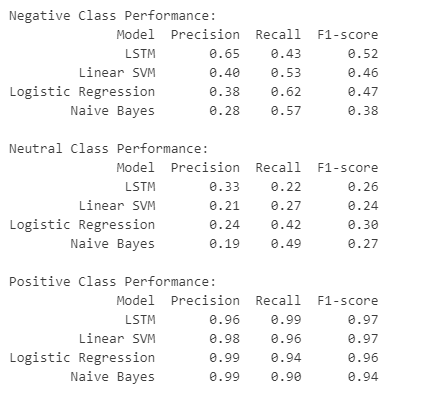 Negative Class Performance:
Model Precision Recall F1-score
LSTM 0.65 0.43 0.52
Linear SVM 0.40 0.53 0.46
Logistic Regression 0.38 0.62 0.47
Naive Bayes 0.28 0.57 0.38
Neutral Class Performance:
Model Precision Recall F1-score
LSTM 0.33 0.22 0.26
Linear SVM 0.21 0.27 0.24
Logistic Regression 0.24 0.42 0.30
Naive Bayes 0.19 0.49 0.27
Positive Class Performance:
Model Precision Recall F1-score
LSTM 0.96 0.99 0.97
Linear SVM 0.98 0.96 0.97
Logistic Regression 0.99 0.94 0.96
Naive Bayes 0.99 0.90 0.94